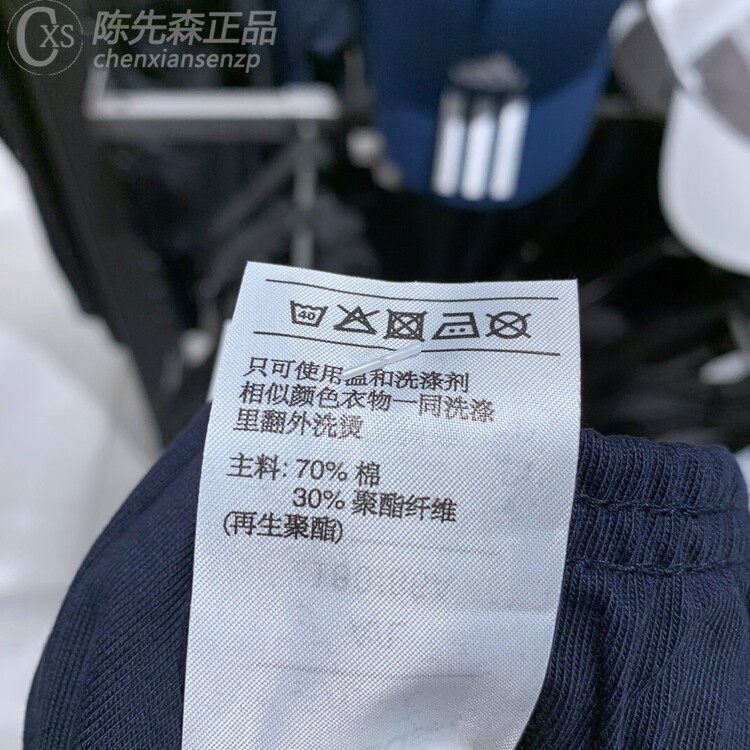 CXS 陈先森正品
chenxiansenzp
40
只可使用温和洗涤剂
相似颜色衣物一同洗涤
里翻外洗烫
主料: 70% 棉
30% 聚酯纤维
(再生聚酯)